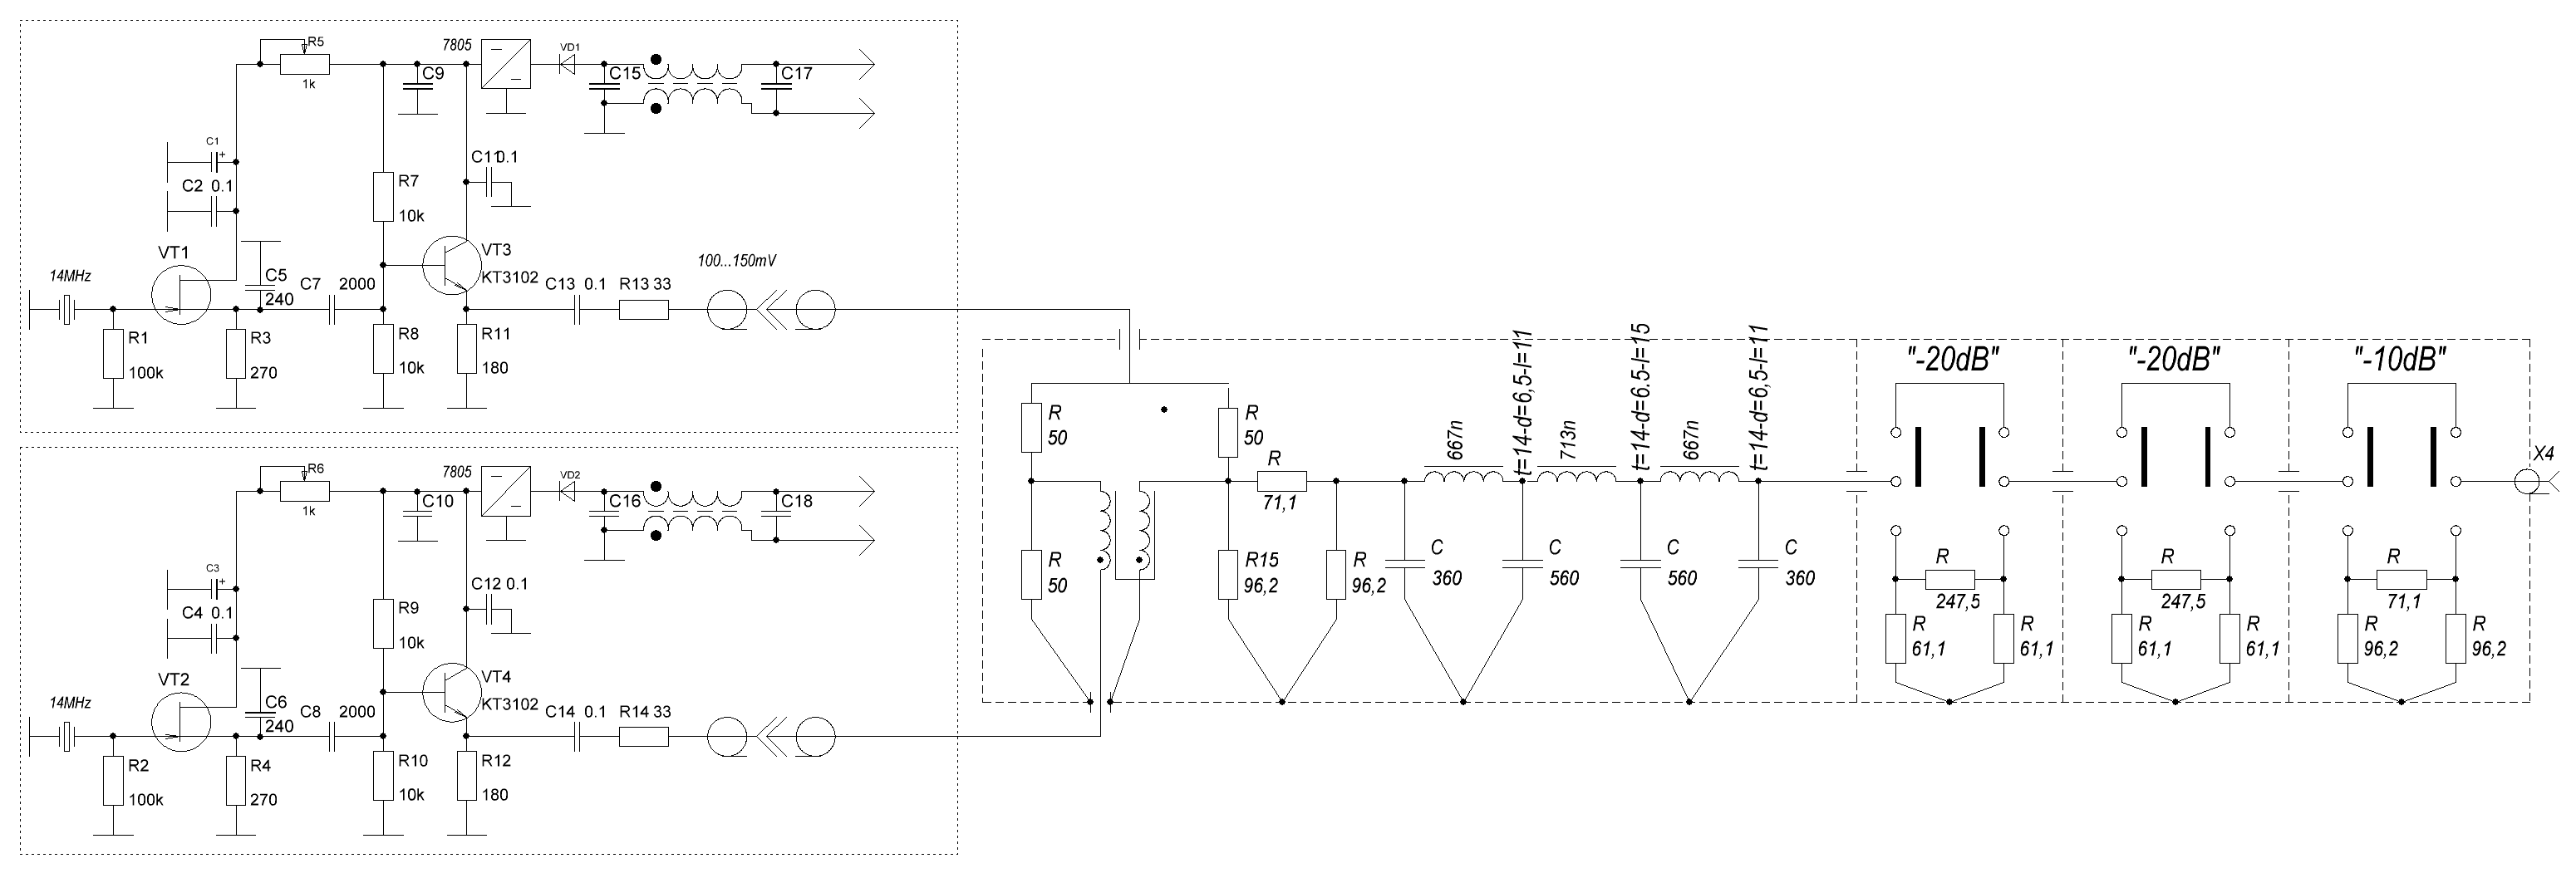 R5
1k
7805
VD1
C9
C15
C17
C1
+
C2 0.1
C11 0.1
R7
10k
VT1
VT3
KT3102
14MHz
C5
240
C7 2000
C13 0.1
R13 33
100...150mV
R1
100k
R3
270
R8
10k
R11
180
R6
1k
7805
VD2
C10
C16
C18
C3
+
C4 0.1
C12 0.1
R9
10k
VT2
VT4
KT3102
14MHz
C6
240
C8 2000
C14 0.1
R14 33
R2
100k
R4
270
R10
10k
R12
180
R
50
R
50
R
71,1
R
50
R15
96,2
R
96,2
667n
t=14-d=6,5-l=11
713n
t=14-d=6.5-l=15
667n
t=14-d=6,5-l=11
C
360
C
560
C
560
C
360
"-20dB"
"-20dB"
"-10dB"
X4
R
247,5
R
61,1
R
61,1
R
247,5
R
61,1
R
61,1
R
71,1
R
96,2
R
96,2